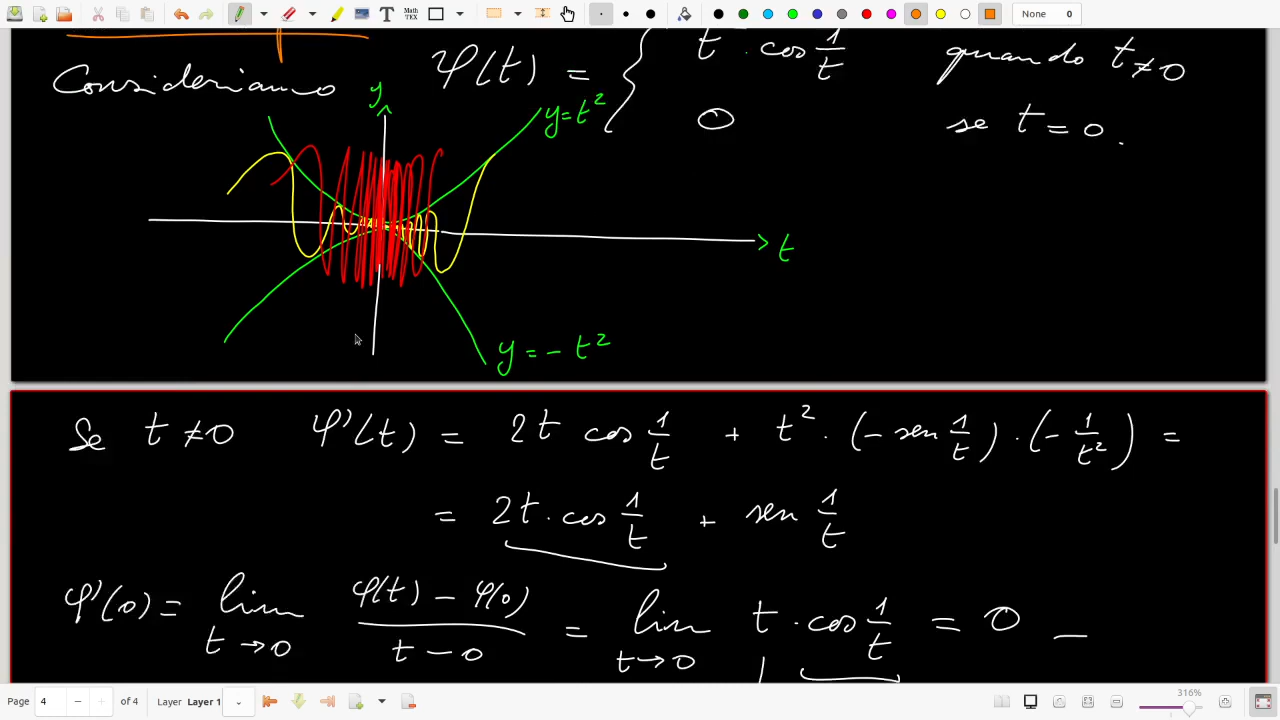 T Math TEX None 0
Consideriamo φ(t) = { t · cos 1/t quando t≠0
0 se t = 0.
y
y=t²
t
y = - t²
Se t ≠ 0 φ'(t) = 2t cos 1/t + t² · (- sen 1/t) · (- 1/t²) =
= 2t · cos 1/t + sen 1/t
φ'(0) = lim t→0 φ(t) - φ(0) / t - 0 = lim t→0 t · cos 1/t = 0 —
Page 4 of 4 Layer Layer 1 316%